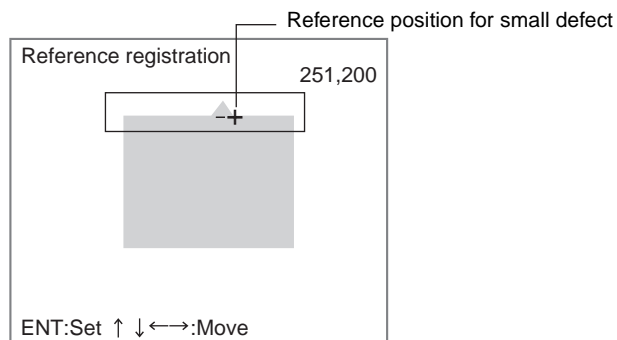 Reference position for small defect
Reference registration
251,200
ENT:Set ↑ ↓←→:Move